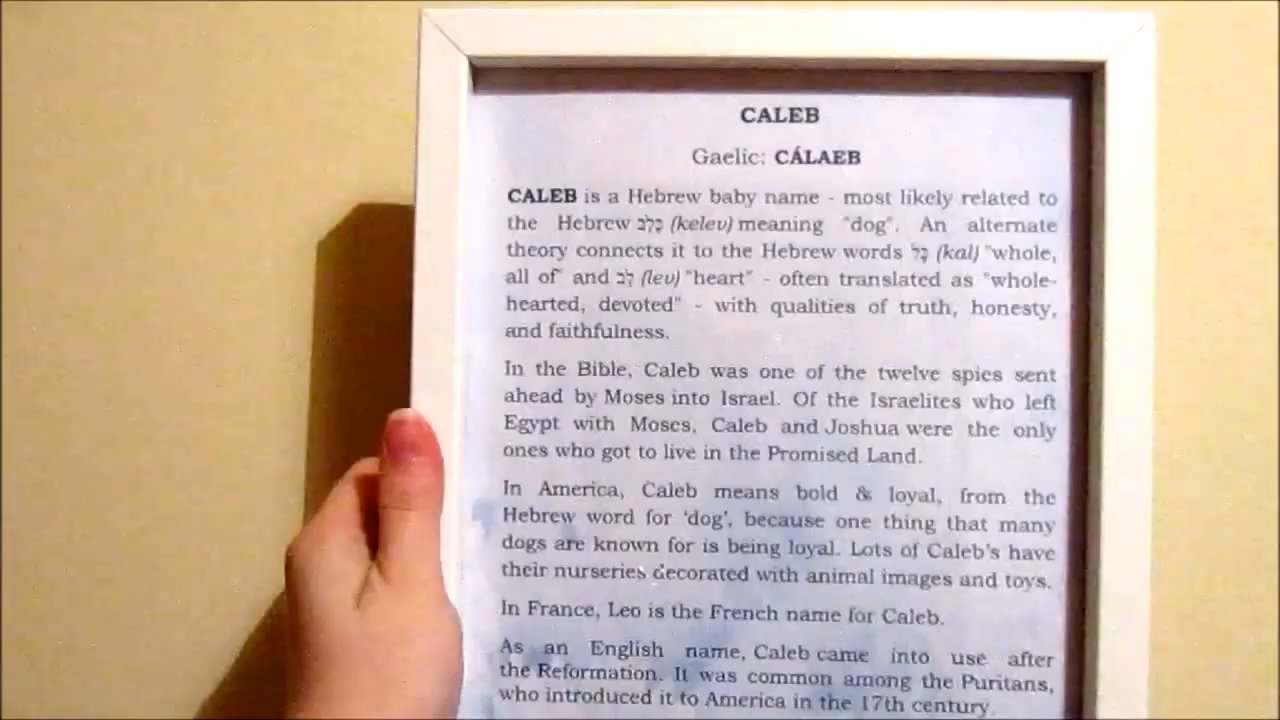 CALEB
Gaelic: CÁLAEB
CALEB is a Hebrew baby name - most likely related to
the Hebrew כָּלֵב (kelev) meaning "dog". An alternate
theory connects it to the Hebrew words כָּל (kal) "whole,
all of" and לֵב (lev) "heart" - often translated as "whole-
hearted, devoted" - with qualities of truth, honesty,
and faithfulness.
In the Bible, Caleb was one of the twelve spies sent
ahead by Moses into Israel. Of the Israelites who left
Egypt with Moses, Caleb and Joshua were the only
ones who got to live in the Promised Land.
In America, Caleb means bold & loyal, from the
Hebrew word for 'dog', because one thing that many
dogs are known for is being loyal. Lots of Caleb's have
their nurseries decorated with animal images and toys.
In France, Leo is the French name for Caleb.
As an English name, Caleb came into use after
the Reformation. It was common among the Puritans,
who introduced it to America in the 17th century.